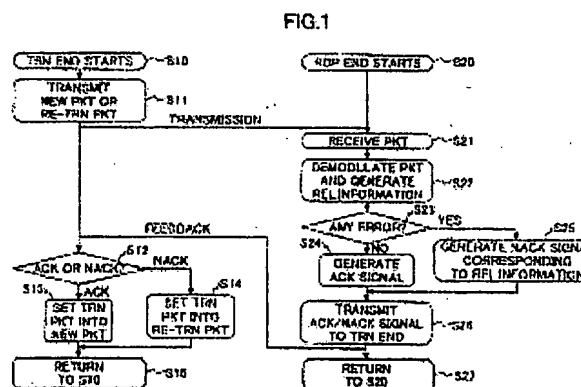 FIG.1
TRN END STARTS
S10
TRANSMIT
NEW PKT OR
RE-TRN PKT
S11
TRANSMISSION
FEEDBACK
ACK OR NACK?
S12
NACK
S13
ACK
SET TRN
PKT INTO
NEW PKT
S14
SET TRN
PKT INTO
RE-TRN PKT
RETURN
TO S10
S15
END STARTS
S20
RECEIVE PKT
S21
DEMODULATE PKT
AND GENERATE
REL INFORMATION
S22
ANY ERROR?
S23
YES
NO
S24
GENERATE
ACK SIGNAL
S25
GENERATE NACK SIGNAL
CORRESPONDING
TO REL INFORMATION
TRANSMIT
ACK/NACK SIGNAL
TO TRN END
S26
RETURN
TO S20
S27